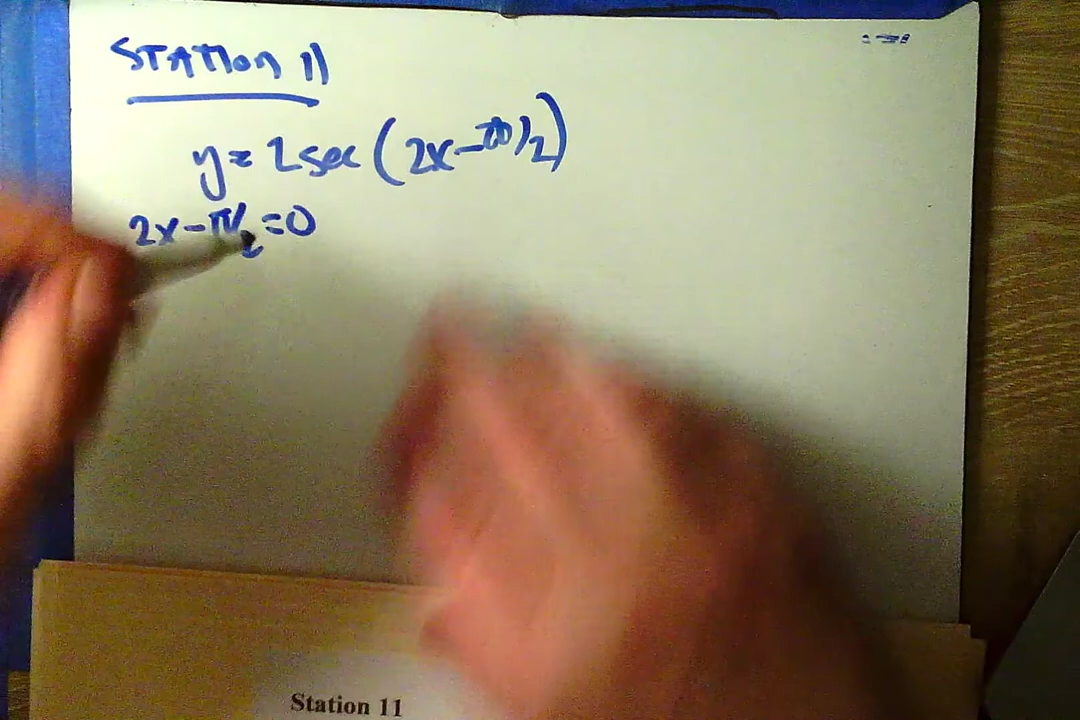 STATION 11
y = 2sec(2x-π/2)
2x-π/2=0
Station 11